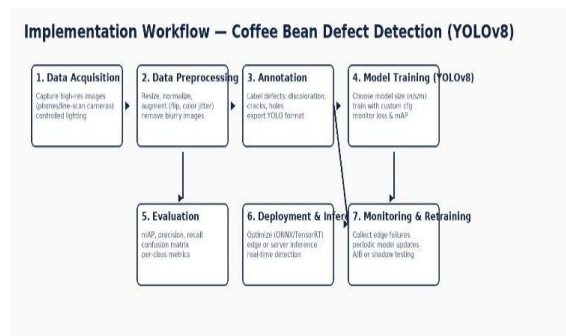 Implementation Workflow — Coffee Bean Defect Detection (YOLOv8)
1. Data Acquisition
Capture high-res images
(phones/line-scan cameras)
controlled lighting
2. Data Preprocessing
Resize, normalize,
augment (flip, color jitter)
remove blurry images
3. Annotation
Label defects: discoloration,
cracks, holes
export YOLO format
4. Model Training (YOLOv8)
Choose model size (n/s/m)
train with custom cfg
monitor loss & mAP
5. Evaluation
mAP, precision, recall
confusion matrix
per-class metrics
6. Deployment & Infer
Optimize (ONNX/TensorRT)
edge or server inference
real-time detection
7. Monitoring & Retraining
Collect edge failures
periodic model updates
A/B or shadow testing